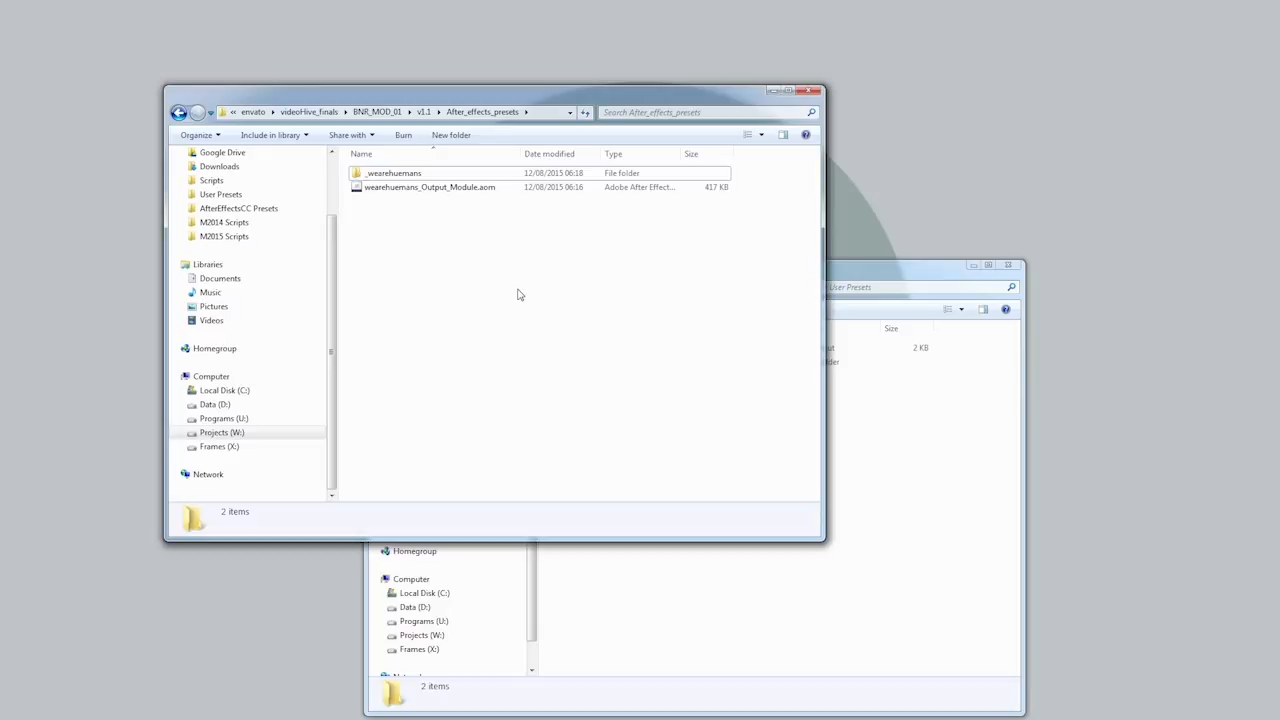 « envato ▸ videoHive_finals ▸ BNR_MOD_01 ▸ v1.1 ▸ After_effects_presets ▸
Search After_effects_presets
Organize Include in library Share with Burn New folder
Name Date modified Type Size
Google Drive
Downloads
Scripts
User Presets
AfterEffectsCC Presets
M2014 Scripts
M2015 Scripts
Libraries
Documents
Music
Pictures
Videos
Homegroup
Computer
Local Disk (C:)
Data (D:)
Programs (U:)
Projects (W:)
Frames (X:)
Network
_wearehuemans 12/08/2015 06:18 File folder
wearehuemans_Output_Module.aom 12/08/2015 06:16 Adobe After Effect... 417 KB
2 items
User Presets
Size
2 KB
Homegroup
Computer
Local Disk (C:)
Data (D:)
Programs (U:)
Projects (W:)
Frames (X:)
2 items